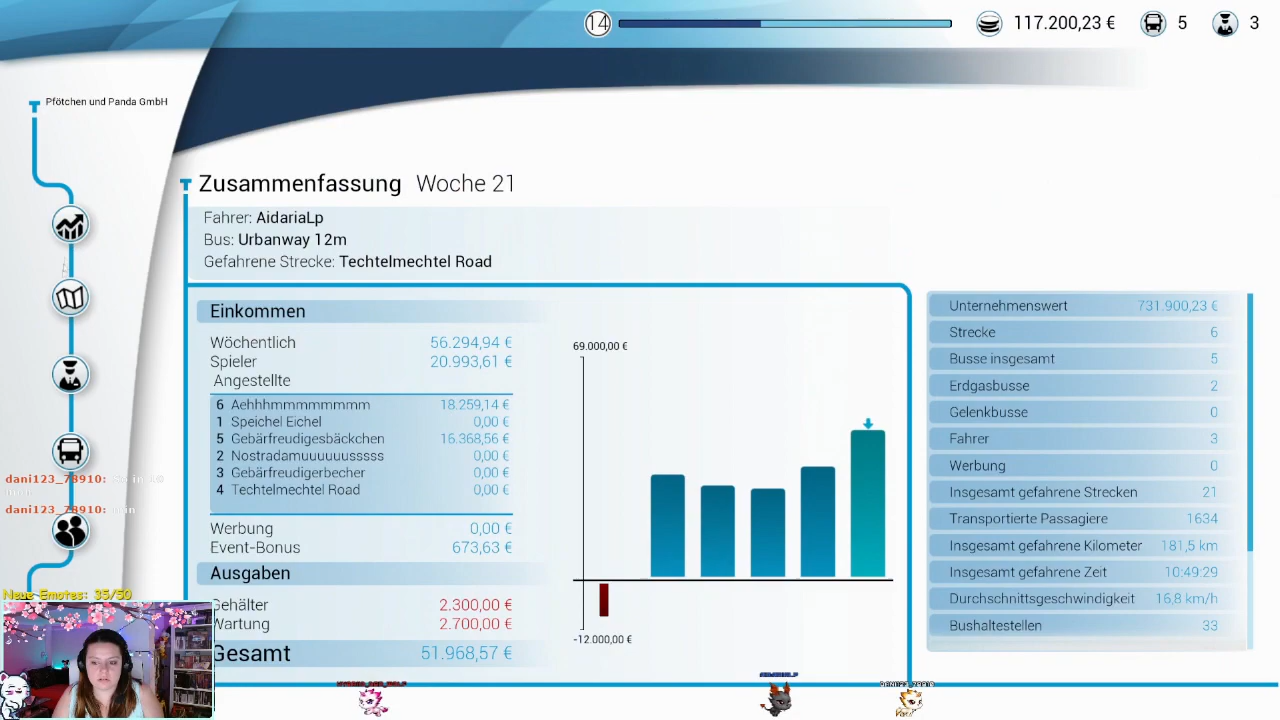 14
117.200,23 €
5
3
Pfötchen und Panda GmbH
Zusammenfassung Woche 21
Fahrer: AidariaLp
Bus: Urbanway 12m
Gefahrene Strecke: Techtelmechtel Road
Einkommen
Wöchentlich 56.294,94 €
Spieler 20.993,61 €
Angestellte
6 Aehhhmmmmmmmm 18.259,14 €
1 Speichel Eichel 0,00 €
5 Gebärfreudigesbäckchen 16.368,56 €
2 Nostradamuuuuuusssss 0,00 €
3 Gebärfreudigerbecher 0,00 €
4 Techtelmechtel Road 0,00 €
Werbung 0,00 €
Event-Bonus 673,63 €
Ausgaben
Gehälter 2.300,00 €
Wartung 2.700,00 €
Gesamt 51.968,57 €
69.000,00 €
-12.000,00 €
Unternehmenswert 731.900,23 €
Strecke 6
Busse insgesamt 5
Erdgasbusse 2
Gelenkbusse 0
Fahrer 3
Werbung 0
Insgesamt gefahrene Strecken 21
Transportierte Passagiere 1634
Insgesamt gefahrene Kilometer 181,5 km
Insgesamt gefahrene Zeit 10:49:29
Durchschnittsgeschwindigkeit 16.8 km/h
Bushaltestellen 33
dani123_78910:
dani123_78910:
Neue Emotes: 35/50
AIDARIALP